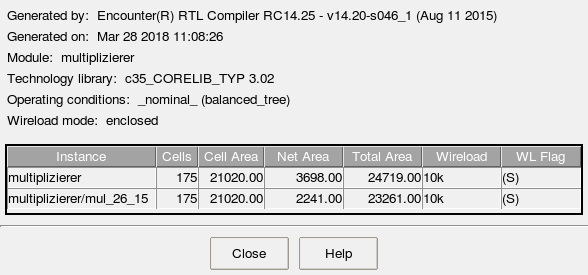 Generated by: Encounter(R) RTL Compiler RC14.25 - v14.20-s046_1 (Aug 11 2015)
Generated on: Mar 28 2018 11:08:26
Module: multiplizierer
Technology library: c35_CORELIB_TYP 3.02
Operating conditions: _nominal_ (balanced_tree)
Wireload mode: enclosed
Instance Cells Cell Area Net Area Total Area Wireload WL Flag
multiplizierer 175 21020.00 3698.00 24719.00 10k (S)
multiplizierer/mul_26_15 175 21020.00 2241.00 23261.00 10k (S)
Close Help